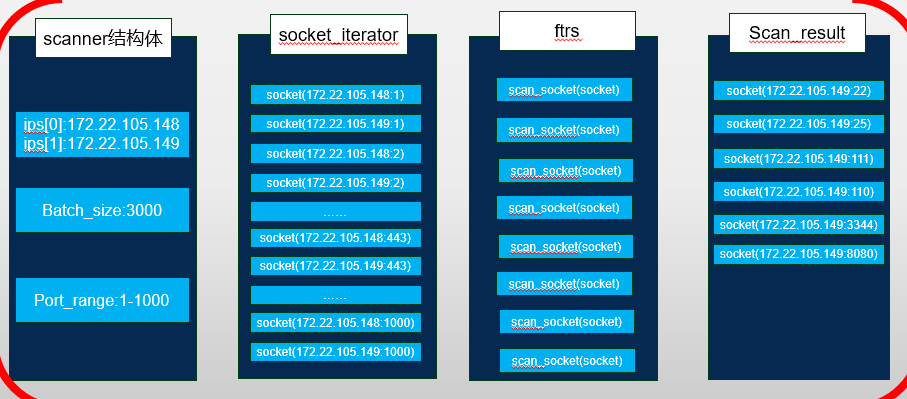 scanner结构体
ips[0]:172.22.105.148
ips[1]:172.22.105.149
Batch_size:3000
Port_range:1-1000
socket_iterator
socket(172.22.105.148:1)
socket(172.22.105.149:1)
socket(172.22.105.148:2)
socket(172.22.105.149:2)
……
socket(172.22.105.148:443)
socket(172.22.105.149:443)
……
socket(172.22.105.148:1000)
socket(172.22.105.149:1000)
ftrs
scan_socket(socket)
scan_socket(socket)
scan_socket(socket)
scan_socket(socket)
scan_socket(socket)
scan_socket(socket)
scan_socket(socket)
scan_socket(socket)
Scan_result
socket(172.22.105.149:22)
socket(172.22.105.149:25)
socket(172.22.105.149:111)
socket(172.22.105.149:110)
socket(172.22.105.149:3344)
socket(172.22.105.149:8080)